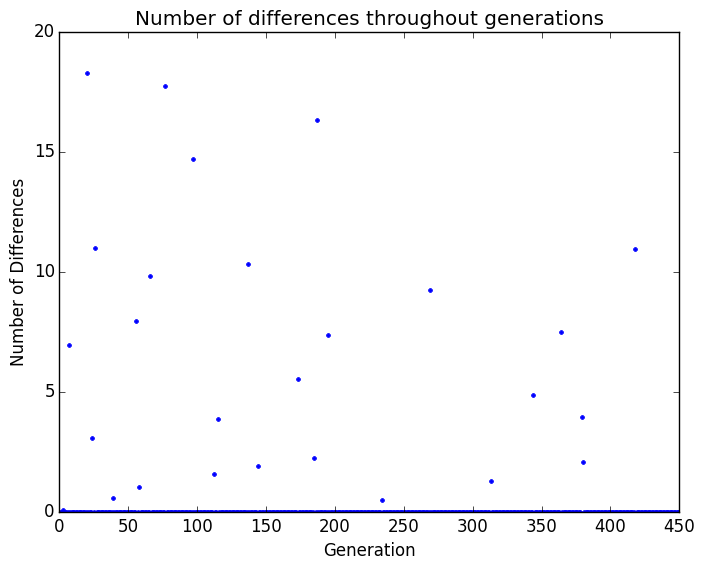 Number of differences throughout generations
20
15
10
5
0
Number of Differences
0 50 100 150 200 250 300 350 400 450
Generation